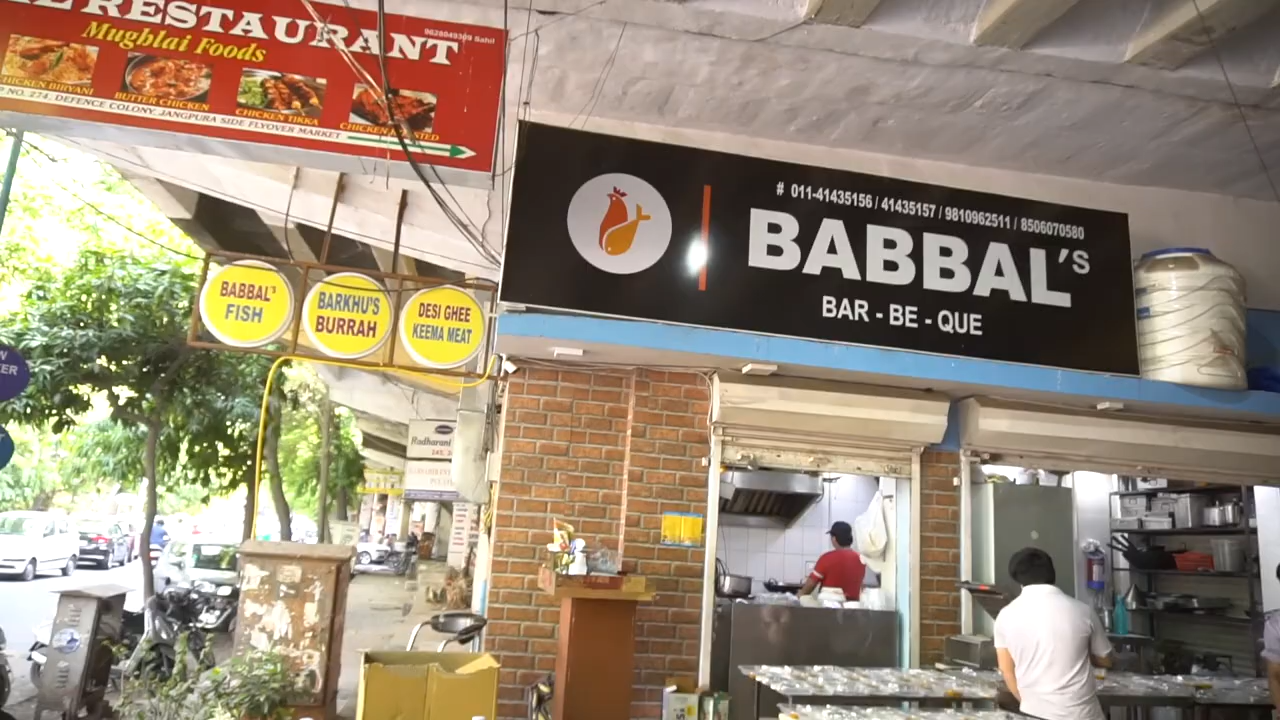 RESTAURANT
Mughlai Foods
9628049309 Sahil
CHICKEN BIRYANI
BUTTER CHICKEN
CHICKEN TIKKA
CHICKEN
NO. 274, DEFENCE COLONY, JANGPURA SIDE FLYOVER MARKET
# 011-41435156 / 41435157 / 9810962511 / 8506070580
BABBAL'S
BAR - BE - QUE
BABBAL'S
FISH
BARKHU'S
BURRAH
DESI GHEE
KEEMA MEAT
Radharani